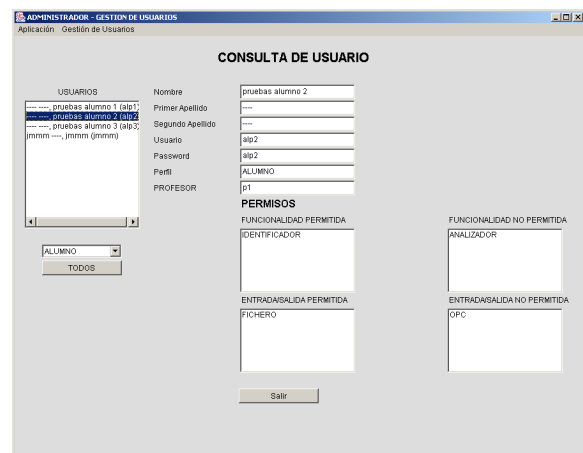 ADMINISTRADOR - GESTION DE USUARIOS
Aplicación Gestión de Usuarios
CONSULTA DE USUARIO
USUARIOS
---- ----, pruebas alumno 1 (alp1)
---- ----, pruebas alumno 2 (alp2)
---- ----, pruebas alumno 3 (alp3)
jmmm ----, jmmm (jmmm)
ALUMNO
TODOS
Nombre pruebas alumno 2
Primer Apellido ----
Segundo Apellido ----
Usuario alp2
Password alp2
Perfil ALUMNO
PROFESOR p1
PERMISOS
FUNCIONALIDAD PERMITIDA FUNCIONALIDAD NO PERMITIDA
IDENTIFICADOR ANALIZADOR
ENTRADA/SALIDA PERMITIDA ENTRADA/SALIDA NO PERMITIDA
FICHERO OPC
Salir